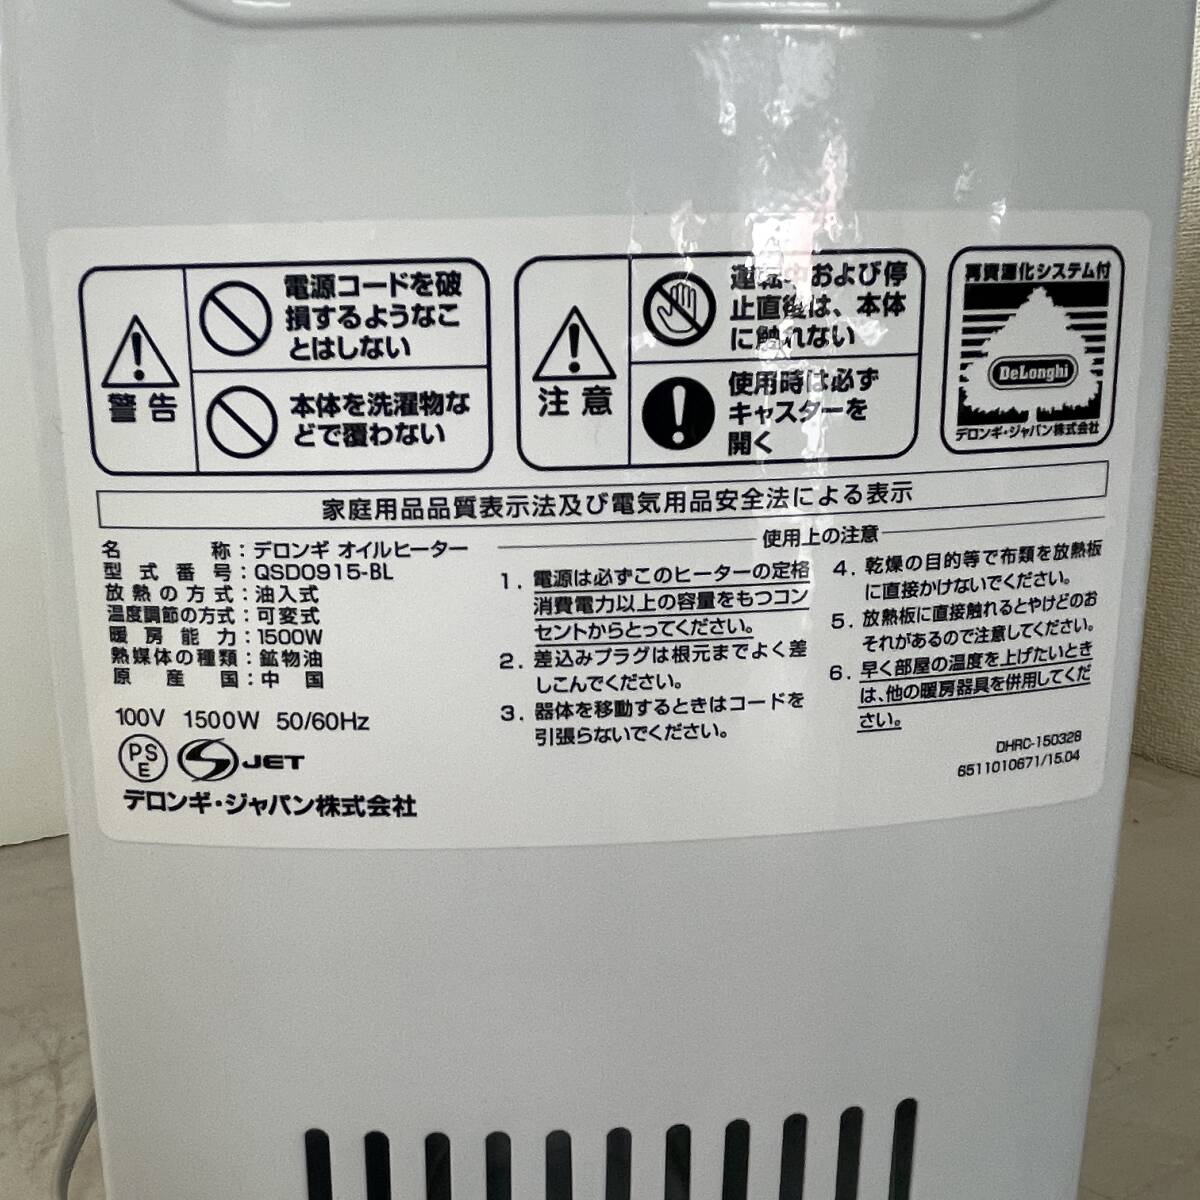 電源コードを破
損するようなこ
とはしない
警告
本体を洗濯物な
どで覆わない
運転中および停
止直後は、本体
に触れない
注意
使用時は必ず
キャスターを
開く
再資源化システム付
DeLonghi
デロンギ・ジャパン株式会社
家庭用品品質表示法及び電気用品安全法による表示
名称：デロンギ オイルヒーター
型式番号：QSD0915-BL
放熱の方式：油入式
温度調節の方式：可変式
暖房能力：1500W
熱媒体の種類：鉱物油
原産国：中国
100V 1500W 50/60Hz
PS
E
JET
デロンギ・ジャパン株式会社
使用上の注意
1. 電源は必ずこのヒーターの定格
消費電力以上の容量をもつコン
セントからとってください。
2. 差込みプラグは根元までよく差
しこんでください。
3. 器体を移動するときはコードを
引張らないでください。
4. 乾燥の目的等で布類を放熱板
に直接かけないでください。
5. 放熱板に直接触れるとやけどのお
それがあるので注意してください。
6. 早く部屋の温度を上げたいとき
は、他の暖房器具を併用してくだ
さい。
DHRC-150328
6511010671/15.04